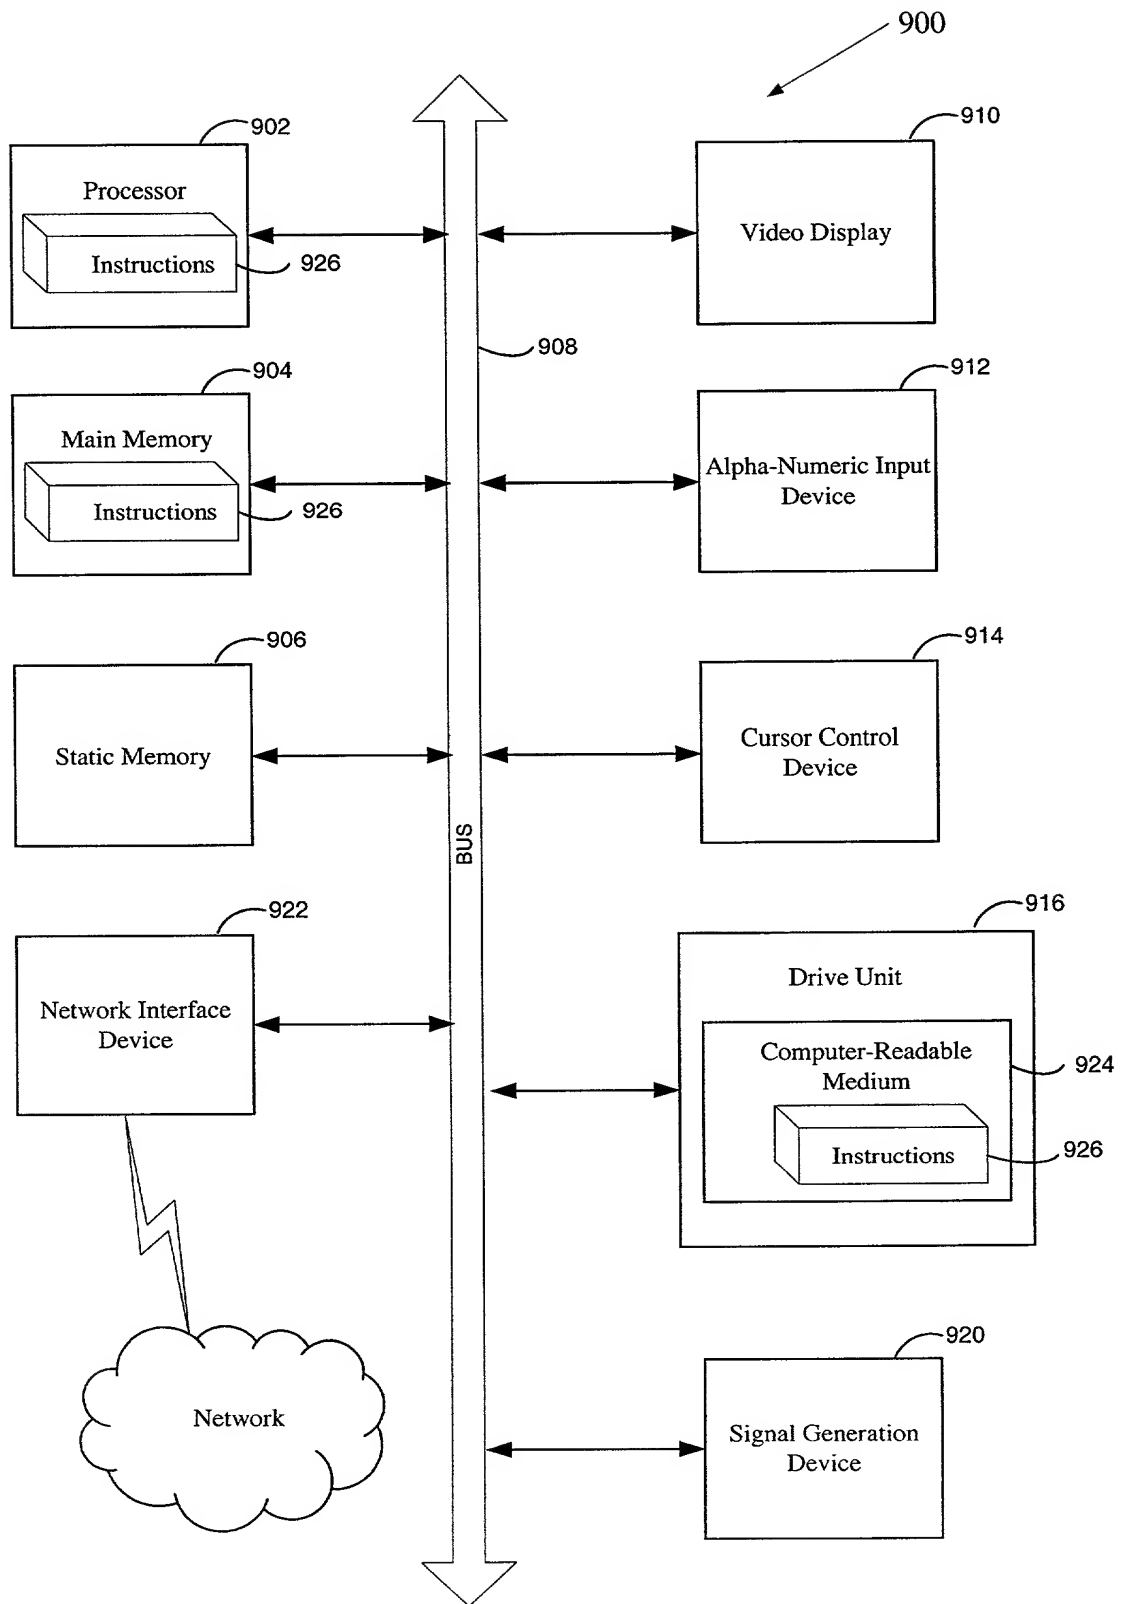 900
902
Processor
Instructions
926
904
Main Memory
Instructions
926
906
Static Memory
922
Network Interface
Device
Network
BUS
908
910
Video Display
912
Alpha-Numeric Input
Device
914
Cursor Control
Device
916
Drive Unit
Computer-Readable
Medium
924
Instructions
926
920
Signal Generation
Device